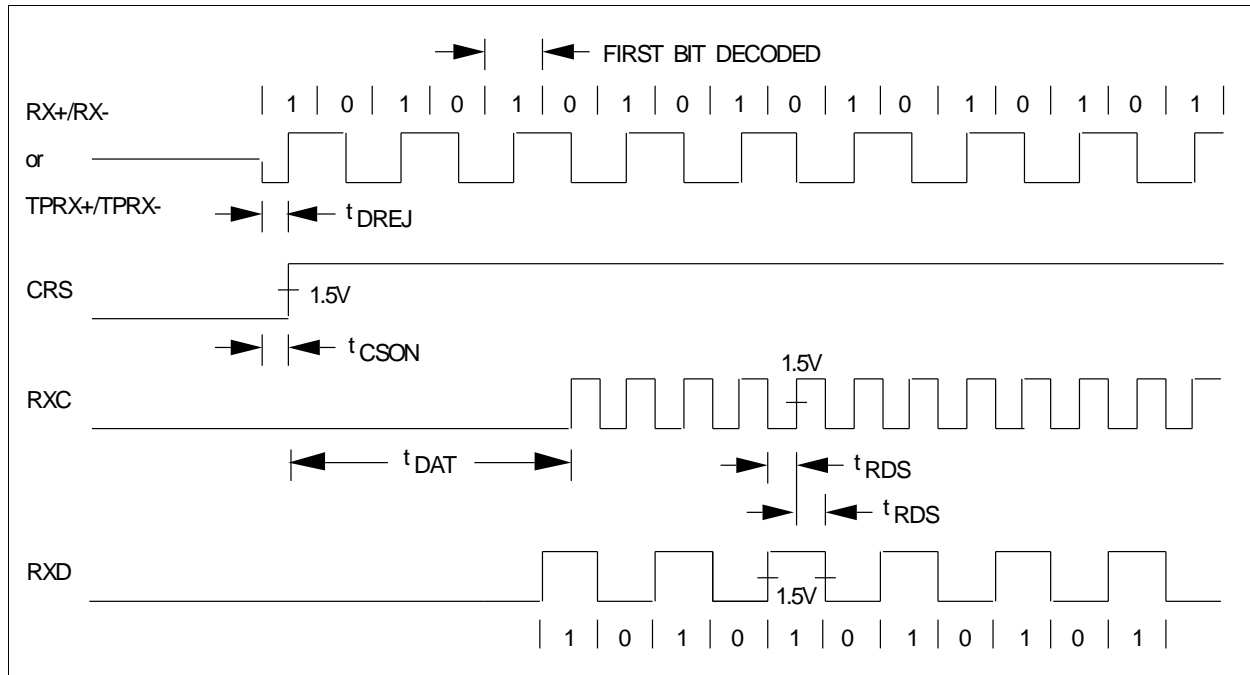 FIRST BIT DECODED
| 1 | 0 | 1 | 0 | 1 | 0 | 1 | 0 | 1 | 0 | 1 | 0 | 1 | 0 | 1 | 0 | 1 |
RX+/RX-
or
TPRX+/TPRX-
t DREJ
CRS
1.5V
t CSON
1.5V
RXC
t DAT
t RDS
t RDS
RXD
1.5V
| 1 | 0 | 1 | 0 | 1 | 0 | 1 | 0 | 1 | 0 | 1 |